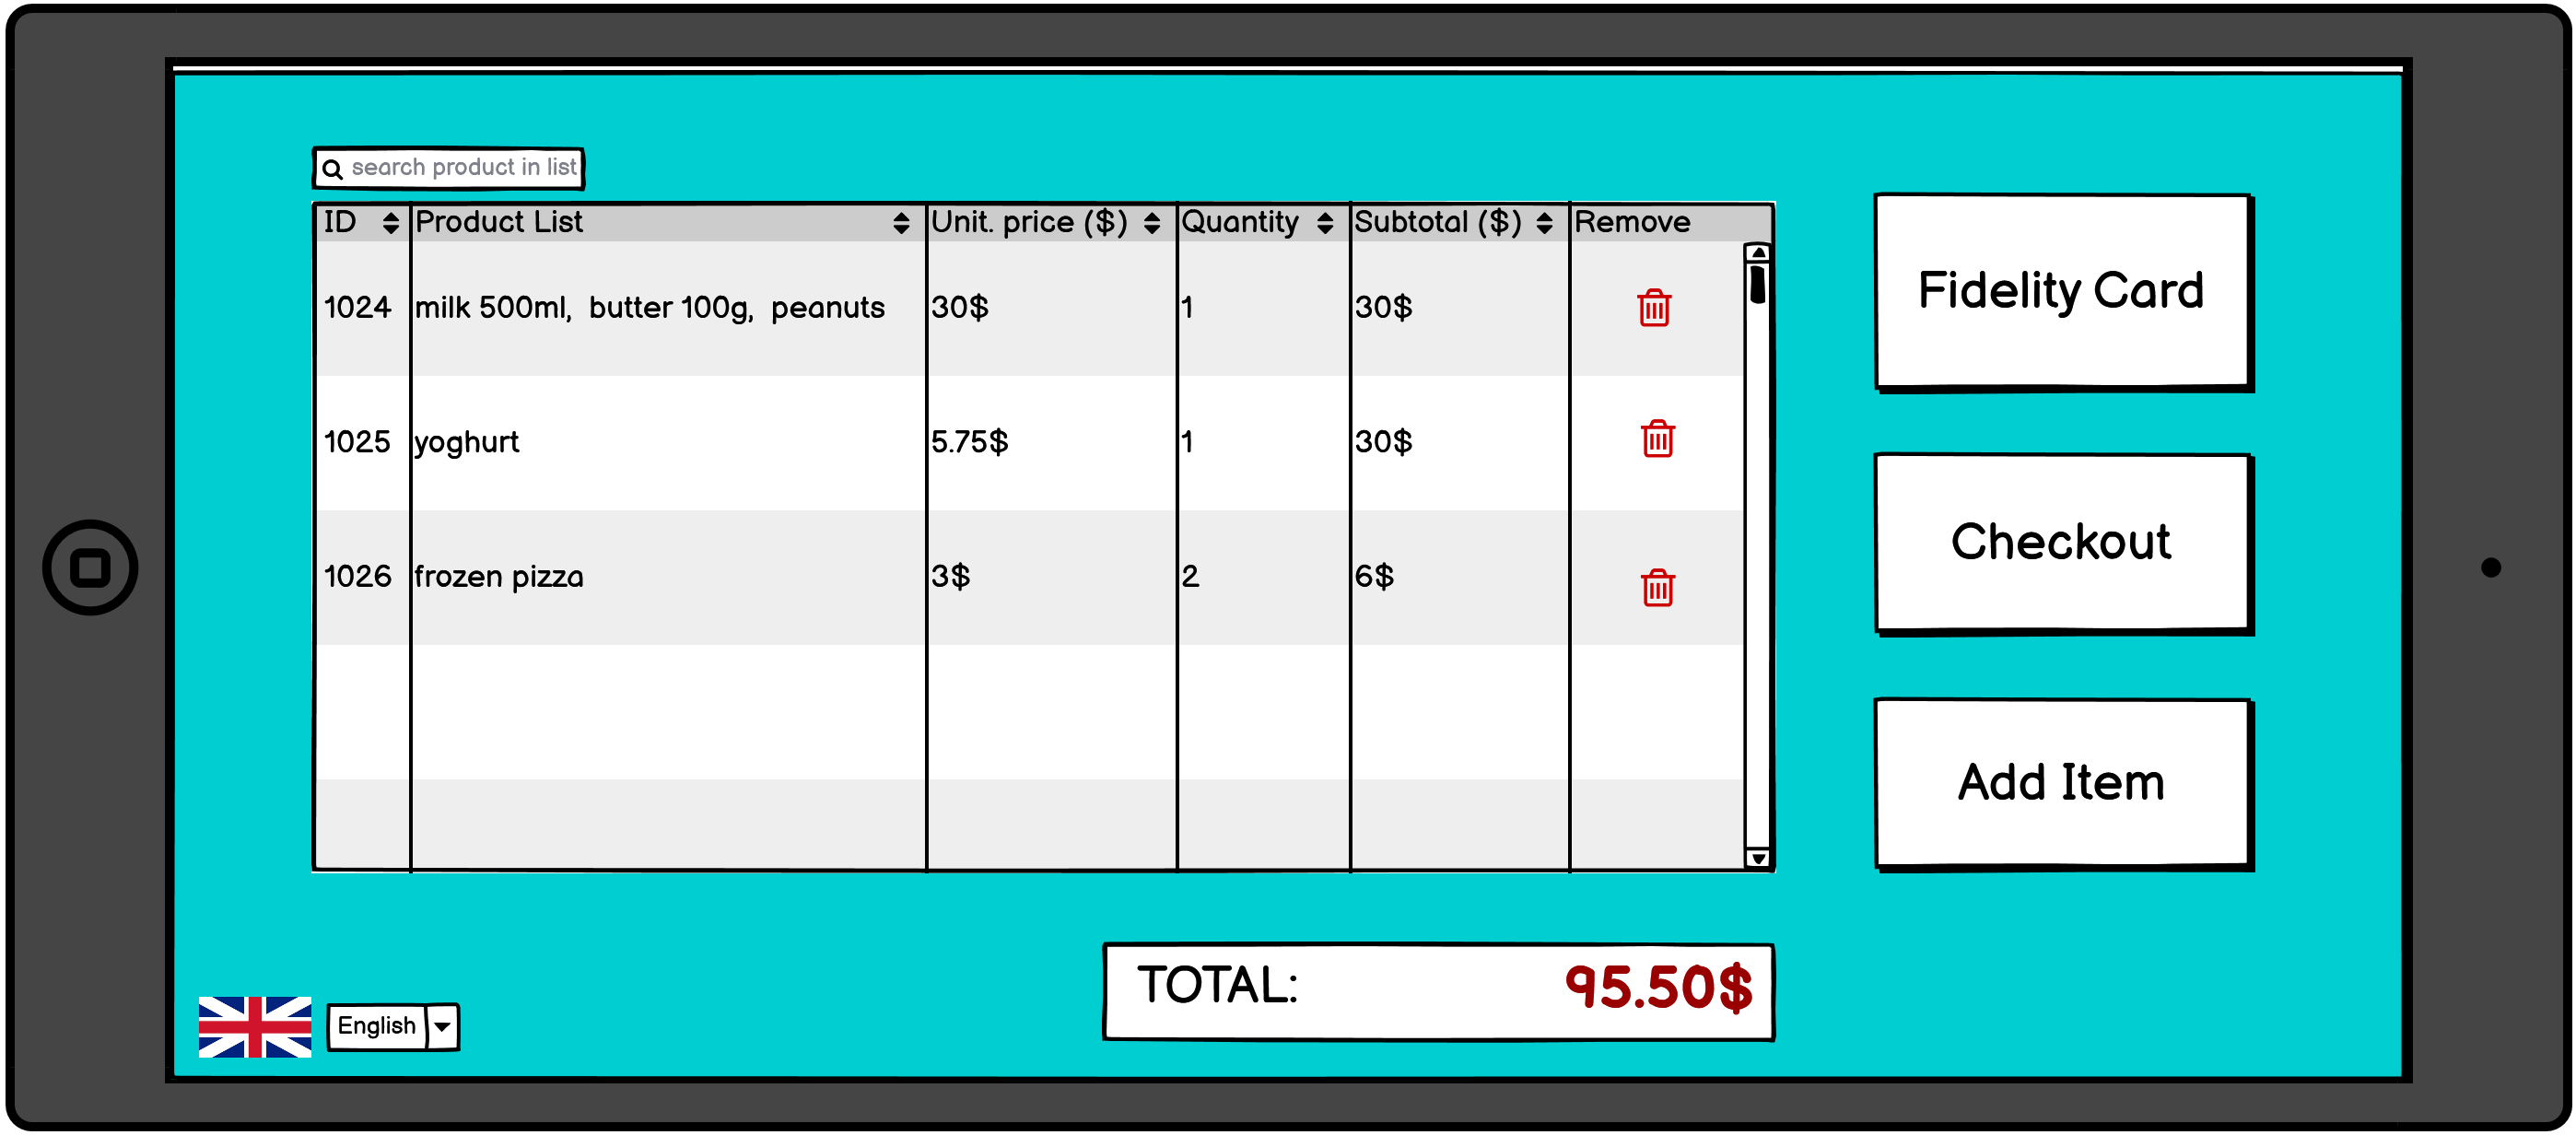 search product in list
ID Product List Unit. price ($) Quantity Subtotal ($) Remove
1024 milk 500ml, butter 100g, peanuts 30$ 1 30$
1025 yoghurt 5.75$ 1 30$
1026 frozen pizza 3$ 2 6$
Fidelity Card
Checkout
Add Item
TOTAL: 95.50$
English